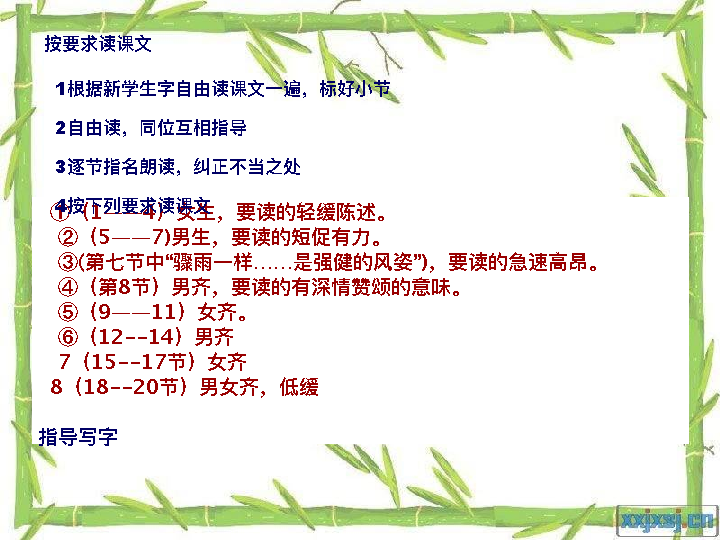 按要求读课文
1根据新学生字自由读课文一遍，标好小节
2自由读，同位互相指导
3逐节指名朗读，纠正不当之处
4按下列要求读课文
①（1——4）女生，要读的轻缓陈述。
②（5——7)男生，要读的短促有力。
③(第七节中“骤雨一样……是强健的风姿”)，要读的急速高昂。
④（第8节）男齐，要读的有深情赞颂的意味。
⑤（9——11）女齐。
⑥（12--14）男齐
7（15--17节）女齐
8（18--20节）男女齐，低缓
指导写字
xxjxsj.cn